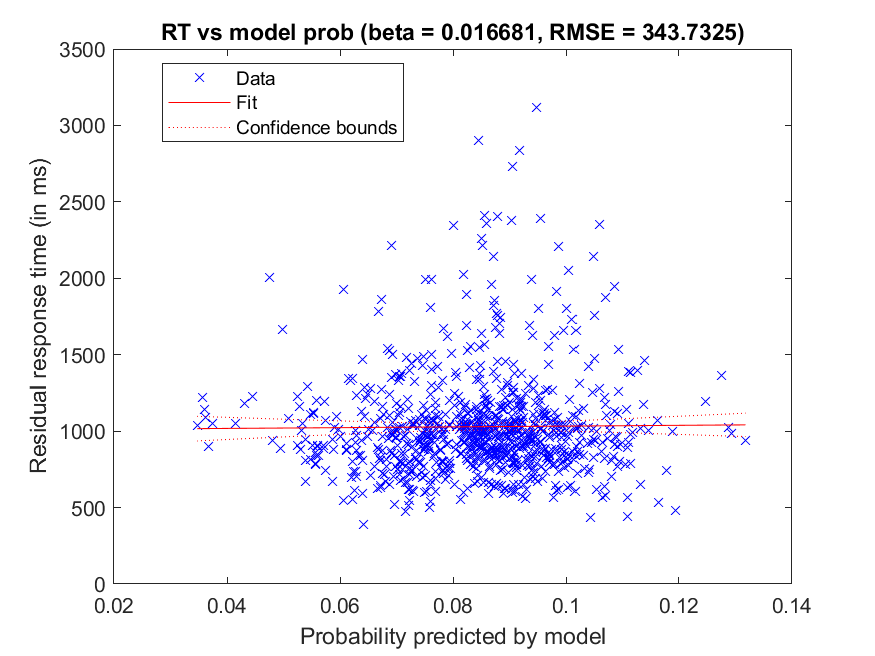 RT vs model prob (beta = 0.016681, RMSE = 343.7325)
Data
Fit
Confidence bounds
Residual response time (in ms)
3500
3000
2500
2000
1500
1000
500
0
0.02 0.04 0.06 0.08 0.1 0.12 0.14
Probability predicted by model